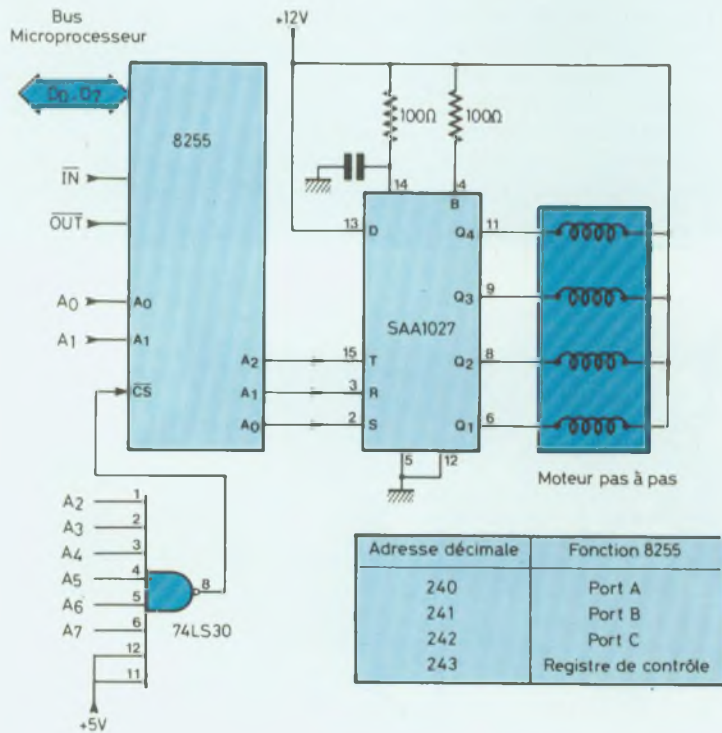 Bus
Microprocesseur
D0-D7
8255
IN
OUT
A0
A1
A0
A1
CS
A2
A1
A0
+12V
100Ω
100Ω
14
4
B
13
D
SAA1027
15
T
3
R
2
S
Q4
11
Q3
9
Q2
8
Q1
6
5
12
Moteur pas à pas
A2
1
A3
2
A4
3
A5
4
A6
5
A7
6
12
11
8
74LS30
+5V
Adresse décimale Fonction 8255
240 Port A
241 Port B
242 Port C
243 Registre de contrôle